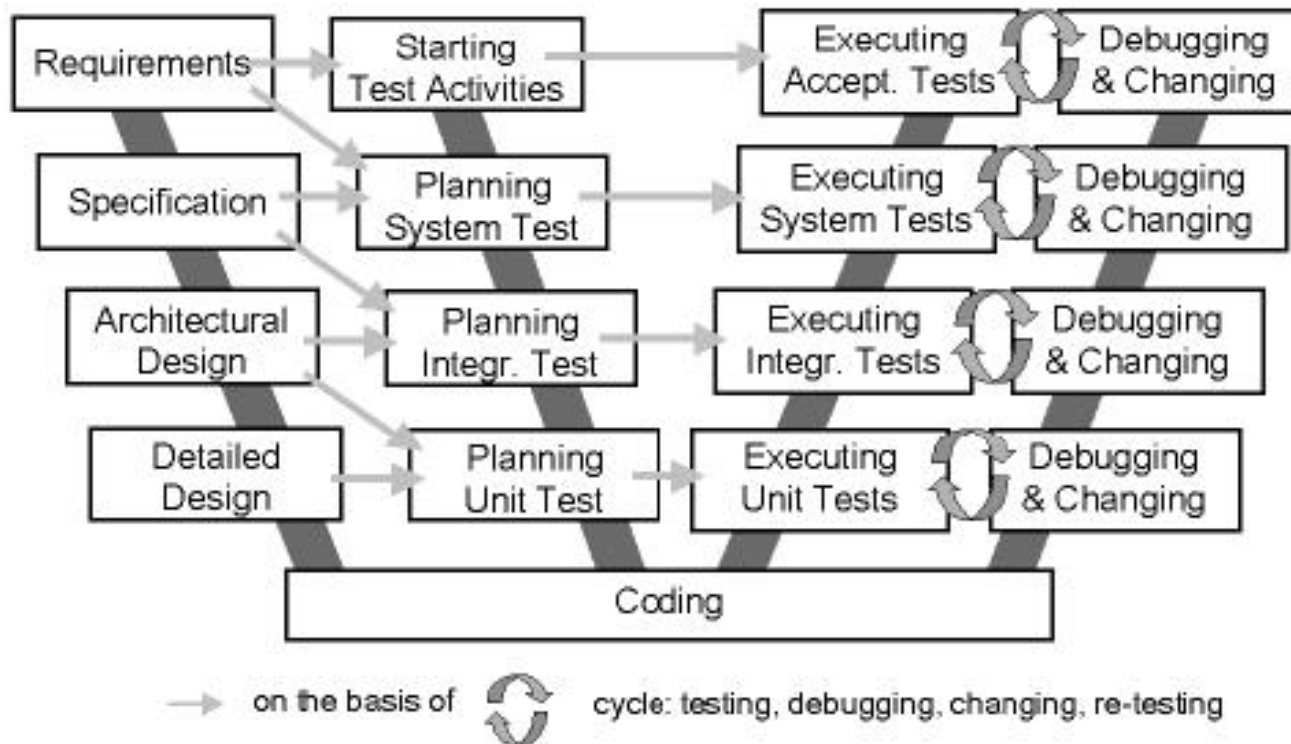 Requirements
Starting
Test Activities
Executing
Accept. Tests
Debugging
& Changing
Specification
Planning
System Test
Executing
System Tests
Debugging
& Changing
Architectural
Design
Planning
Integr. Test
Executing
Integr. Tests
Debugging
& Changing
Detailed
Design
Planning
Unit Test
Executing
Unit Tests
Debugging
& Changing
Coding
on the basis of
cycle: testing, debugging, changing, re-testing